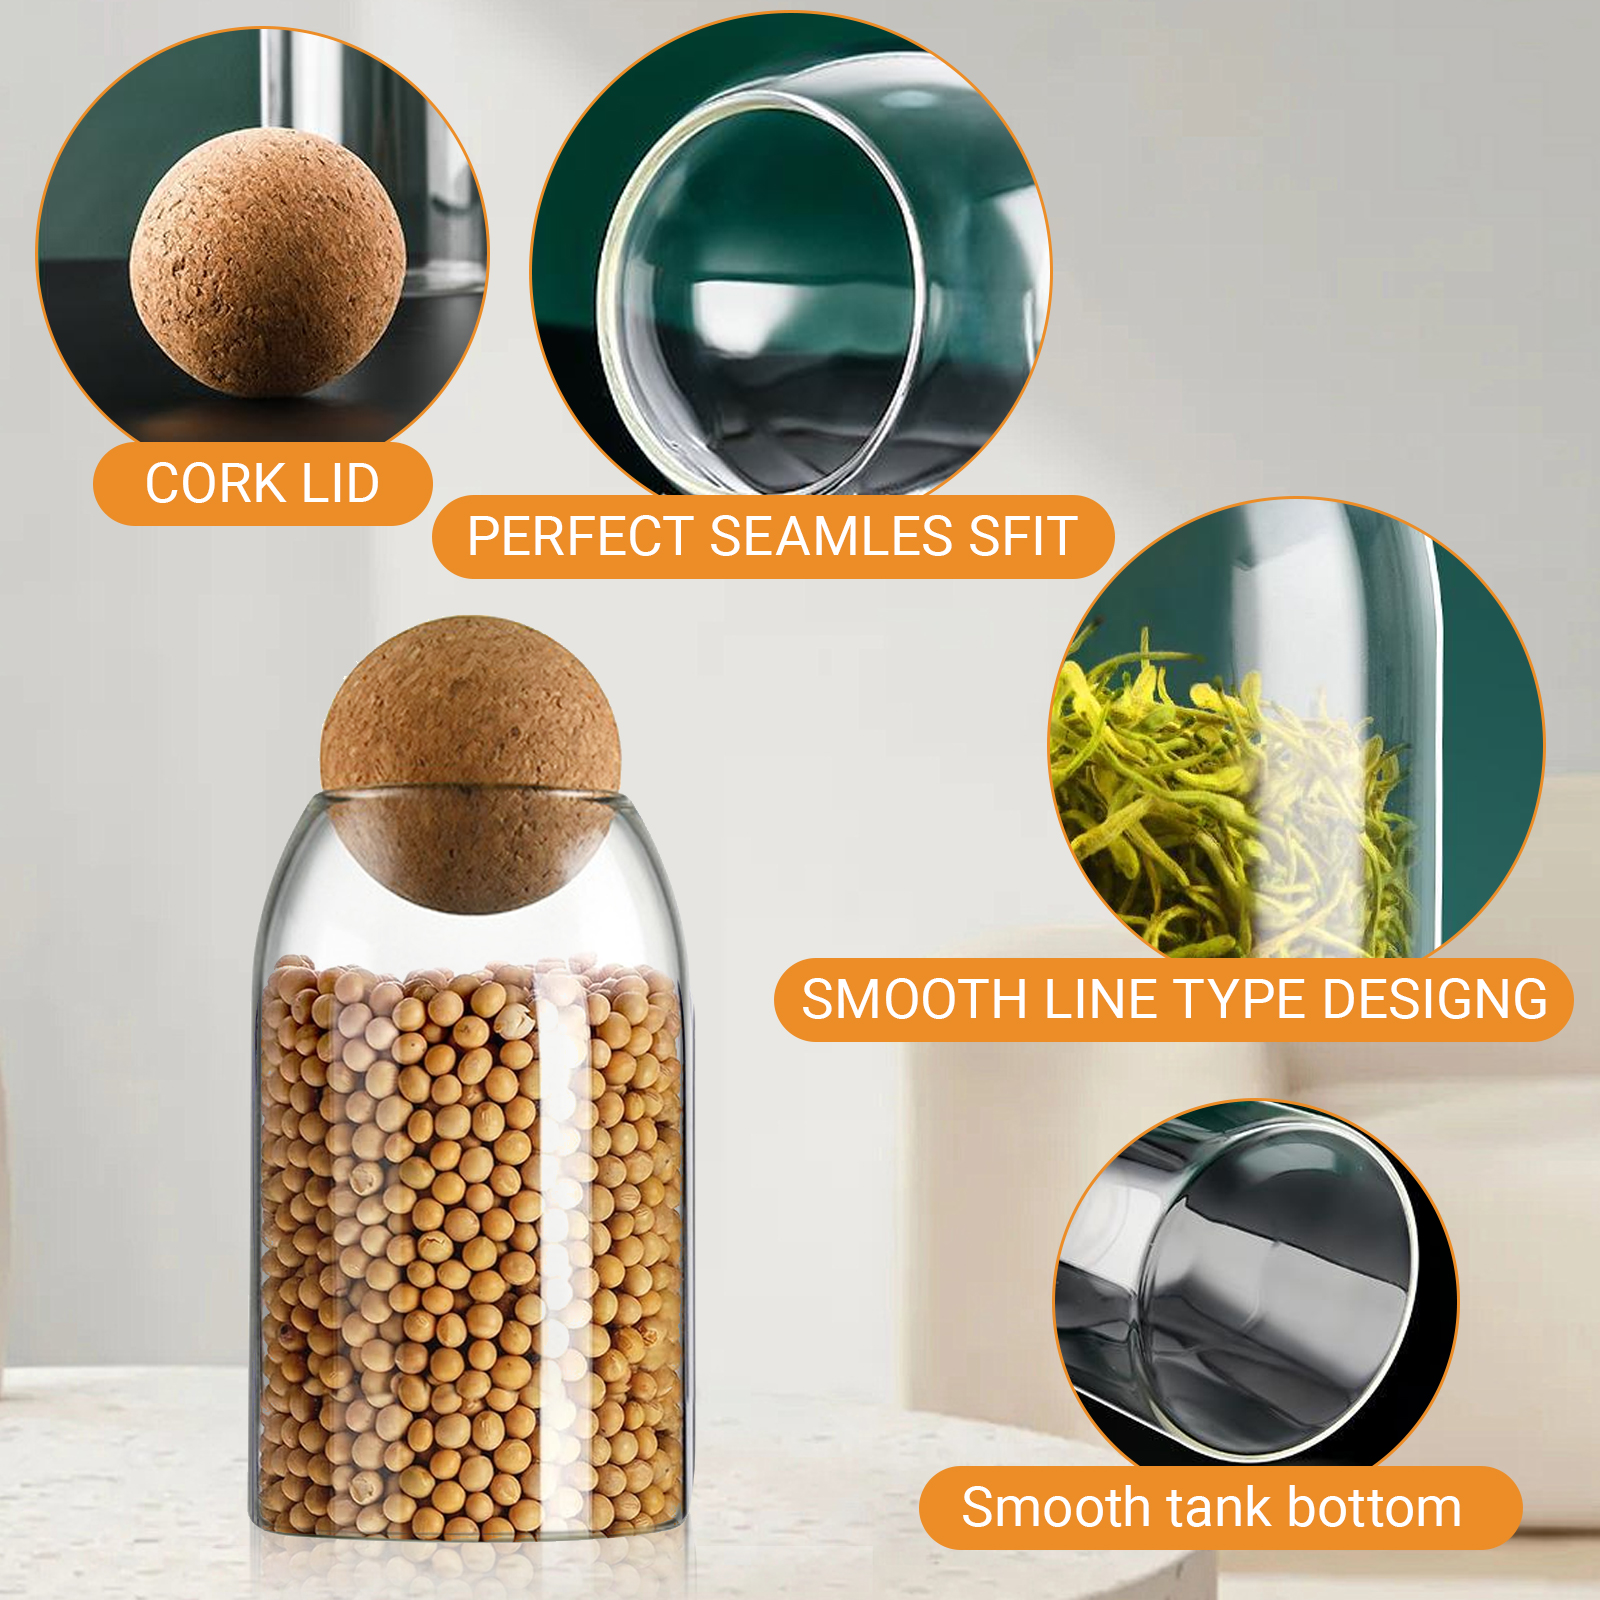 CORK LID
PERFECT SEAMLES SFIT
SMOOTH LINE TYPE DESIGNG
Smooth tank bottom